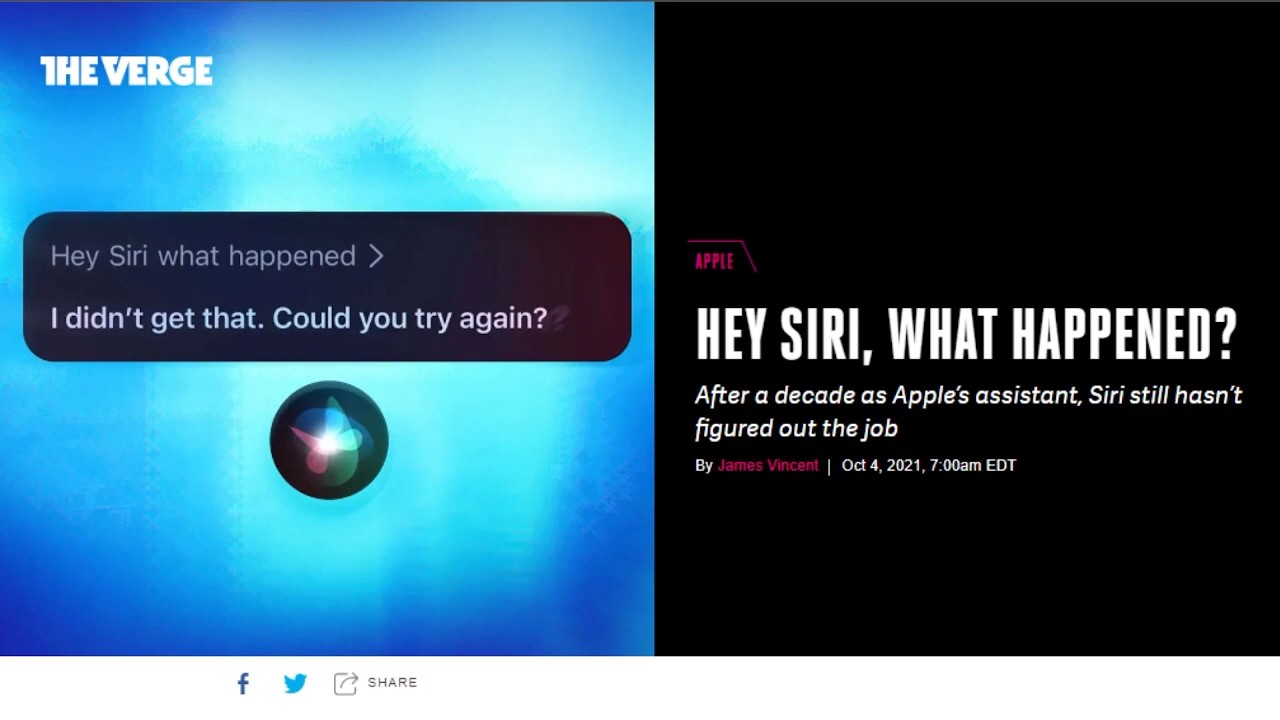 THE VERGE
Hey Siri what happened >
I didn’t get that. Could you try again?
APPLE
HEY SIRI, WHAT HAPPENED?
After a decade as Apple’s assistant, Siri still hasn’t
figured out the job
By James Vincent | Oct 4, 2021, 7:00am EDT
SHARE